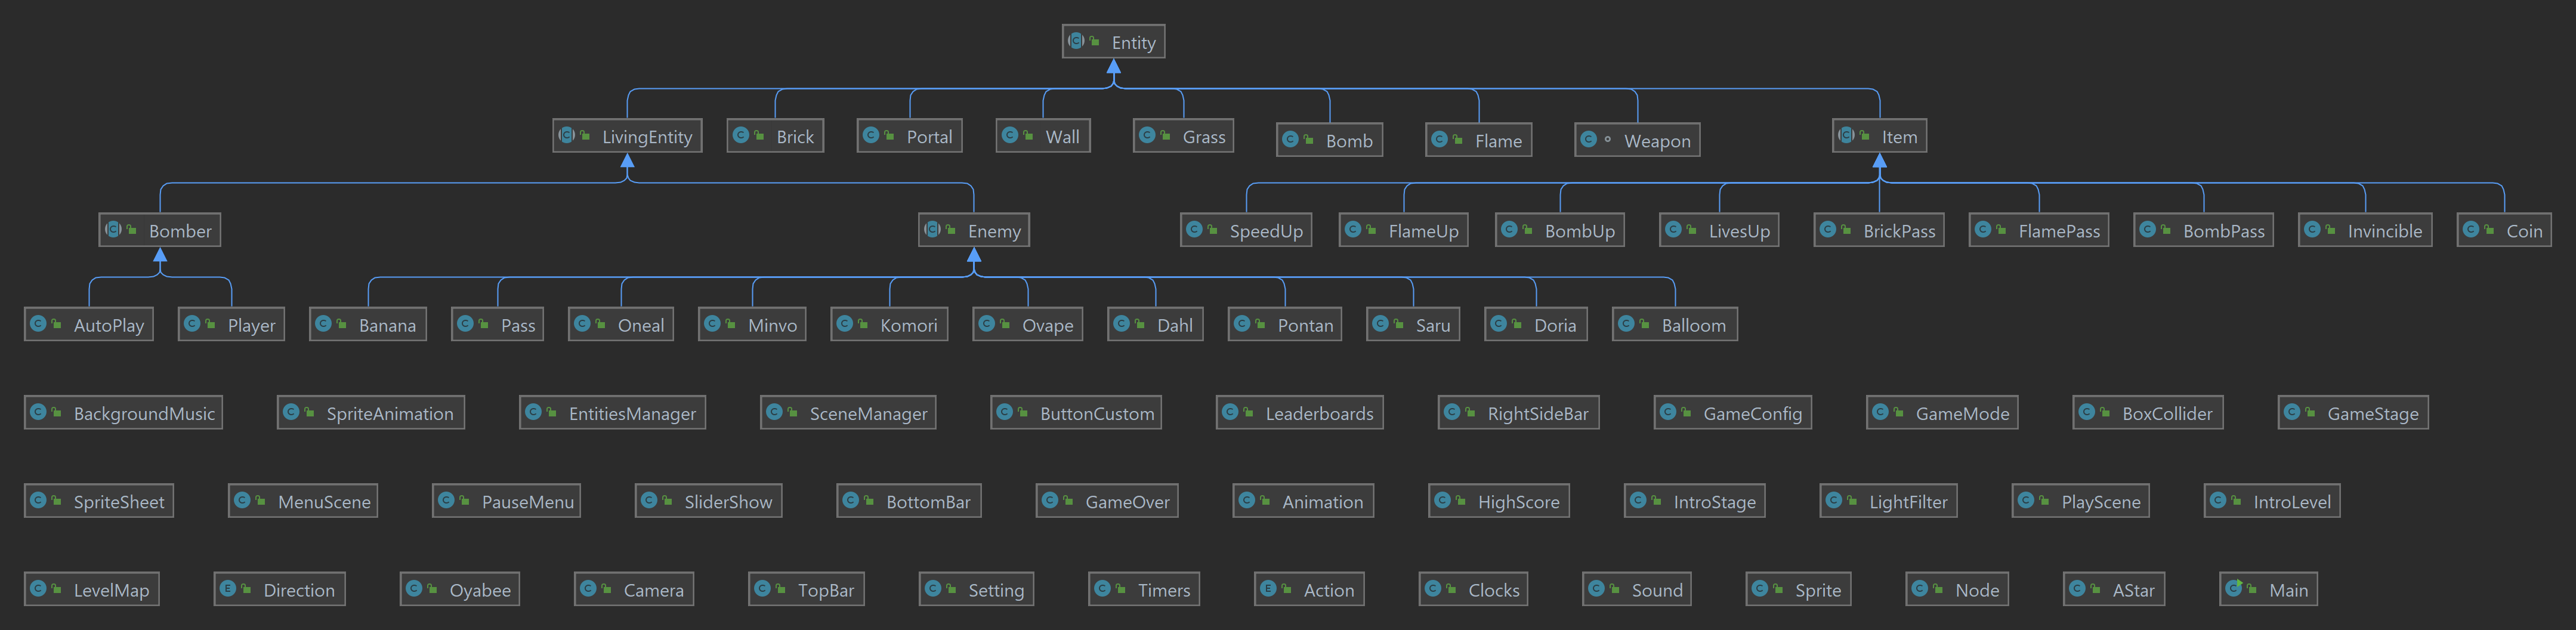 Entity
LivingEntity Brick Portal Wall Grass Bomb Flame Weapon Item
Bomber Enemy SpeedUp FlameUp BombUp LivesUp BrickPass FlamePass BombPass Invincible Coin
AutoPlay Player Banana Pass Oneal Minvo Komori Ovape Dahl Pontan Saru Doria Balloom
BackgroundMusic SpriteAnimation EntitiesManager SceneManager ButtonCustom Leaderboards RightSideBar GameConfig GameMode BoxCollider GameStage
SpriteSheet MenuScene PauseMenu SliderShow BottomBar GameOver Animation HighScore IntroStage LightFilter PlayScene IntroLevel
LevelMap Direction Oyabee Camera TopBar Setting Timers Action Clocks Sound Sprite Node AStar Main